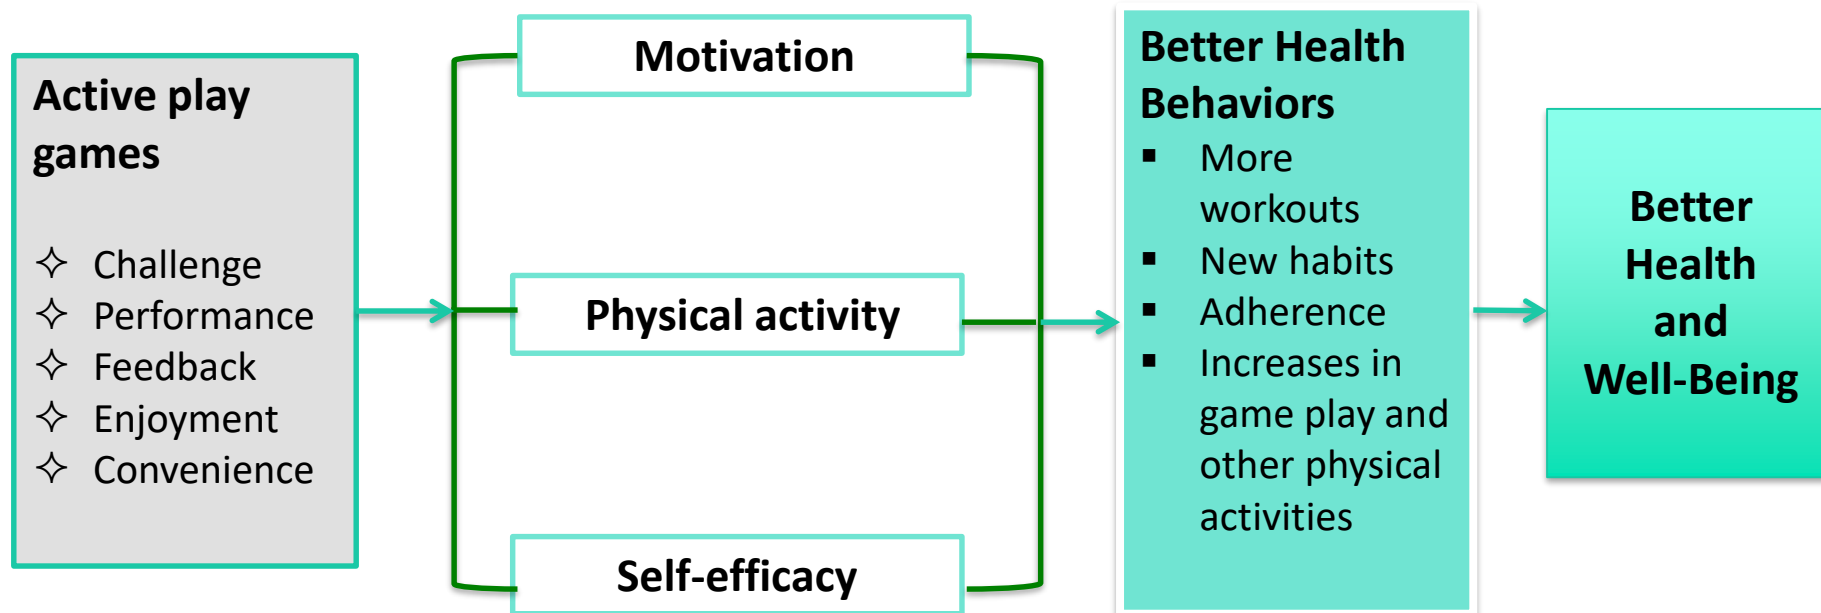 Active play
games
✧ Challenge
✧ Performance
✧ Feedback
✧ Enjoyment
✧ Convenience
Motivation
Physical activity
Self-efficacy
Better Health
Behaviors
▪ More
workouts
▪ New habits
▪ Adherence
▪ Increases in
game play and
other physical
activities
Better
Health
and
Well-Being